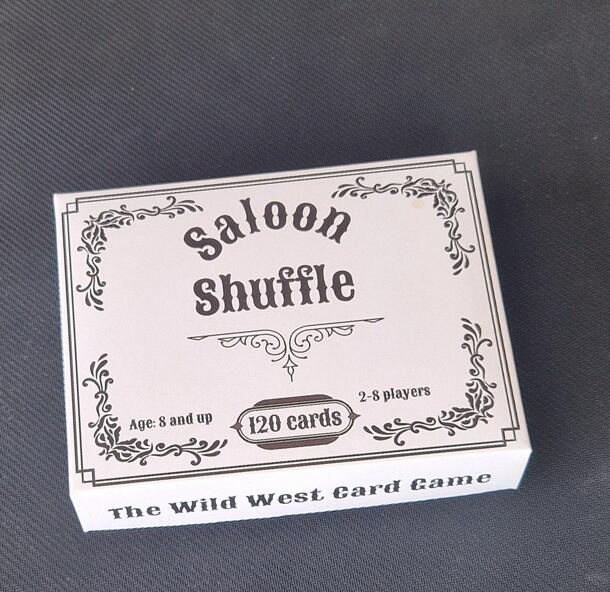 Saloon
Shuffle
Age: 8 and up
120 cards
2-8 players
The Wild West Card Game